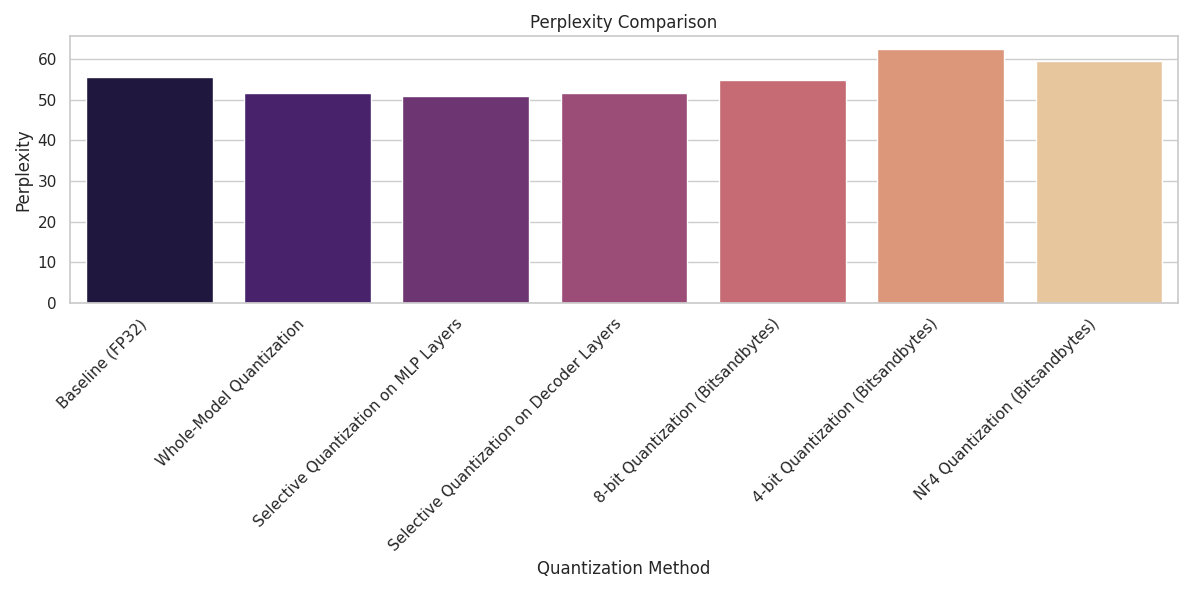 Perplexity Comparison
Perplexity
60
50
40
30
20
10
0
Baseline (FP32)
Whole-Model Quantization
Selective Quantization on MLP Layers
Selective Quantization on Decoder Layers
8-bit Quantization (Bitsandbytes)
4-bit Quantization (Bitsandbytes)
NF4 Quantization (Bitsandbytes)
Quantization Method